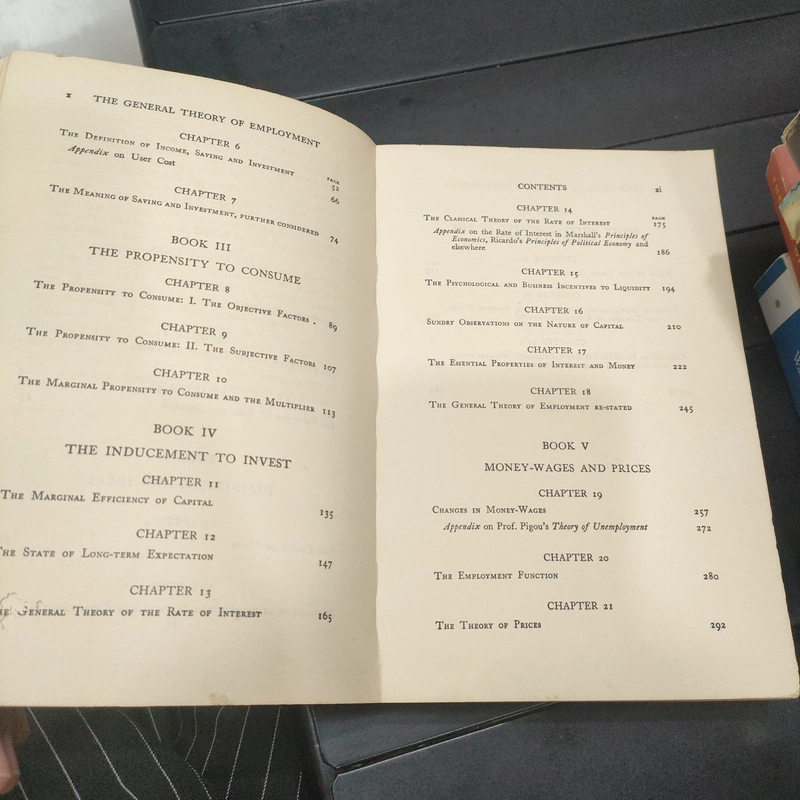 x THE GENERAL THEORY OF EMPLOYMENT
CHAPTER 6
PAGE
The Definition of Income, Saving and Investment 52
Appendix on User Cost 66
CHAPTER 7
The Meaning of Saving and Investment, further considered 74
BOOK III
THE PROPENSITY TO CONSUME
CHAPTER 8
The Propensity to Consume: I. The Objective Factors . 89
CHAPTER 9
The Propensity to Consume: II. The Subjective Factors 107
CHAPTER 10
The Marginal Propensity to Consume and the Multiplier 113
BOOK IV
THE INDUCEMENT TO INVEST
CHAPTER 11
The Marginal Efficiency of Capital 135
CHAPTER 12
The State of Long-Term Expectation 147
CHAPTER 13
The General Theory of the Rate of Interest 165
CONTENTS xi
CHAPTER 14
PAGE
The Classical Theory of the Rate of Interest 175
Appendix on the Rate of Interest in Marshall's Principles of
Economics, Ricardo's Principles of Political Economy and
elsewhere 186
CHAPTER 15
The Psychological and Business Incentives to Liquidity 194
CHAPTER 16
Sundry Observations on the Nature of Capital 210
CHAPTER 17
The Essential Properties of Interest and Money 222
CHAPTER 18
The General Theory of Employment re-stated 245
BOOK V
MONEY-WAGES AND PRICES
CHAPTER 19
Changes in Money-Wages 257
Appendix on Prof. Pigou's Theory of Unemployment 272
CHAPTER 20
The Employment Function 280
CHAPTER 21
The Theory of Prices 292